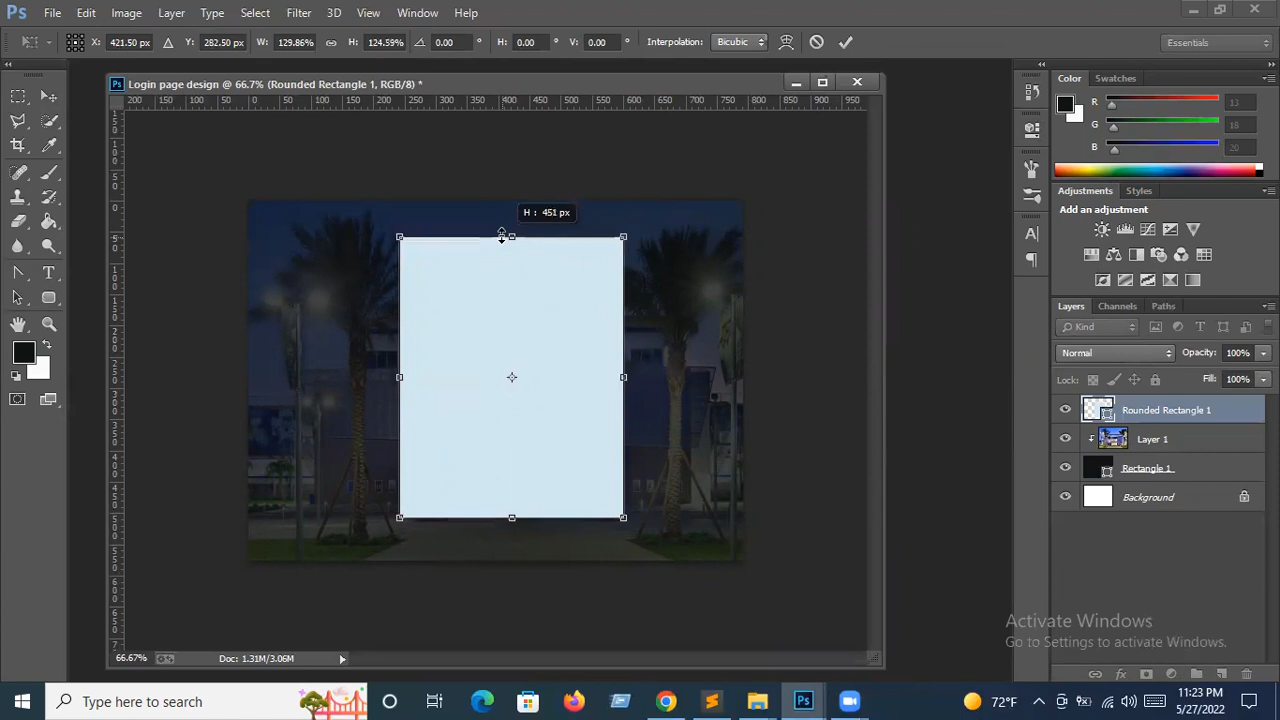 Ps File Edit Image Layer Type Select Filter 3D View Window Help
X: 421.50 px Y: 282.50 px W: 129.86% H: 124.59% 0.00 ° H: 0.00 ° V: 0.00 ° Interpolation: Bicubic Essentials
Ps Login page design @ 66.7% (Rounded Rectangle 1, RGB/8) *
Color Swatches
200 150 100 50 0 50 100 150 200 250 300 350 400 450 500 550 600 650 700 750 800 850 900 950
R 13
G 18
B 20
H : 451 px
Adjustments Styles
Add an adjustment
Layers Channels Paths
Kind
Normal Opacity: 100%
Lock: Fill: 100%
Rounded Rectangle 1
Layer 1
Rectangle 1
Background
Activate Windows
Go to Settings to activate Windows.
66.67% Doc: 1.31M/3.06M
Type here to search
Ps
72°F
11:23 PM
5/27/2022